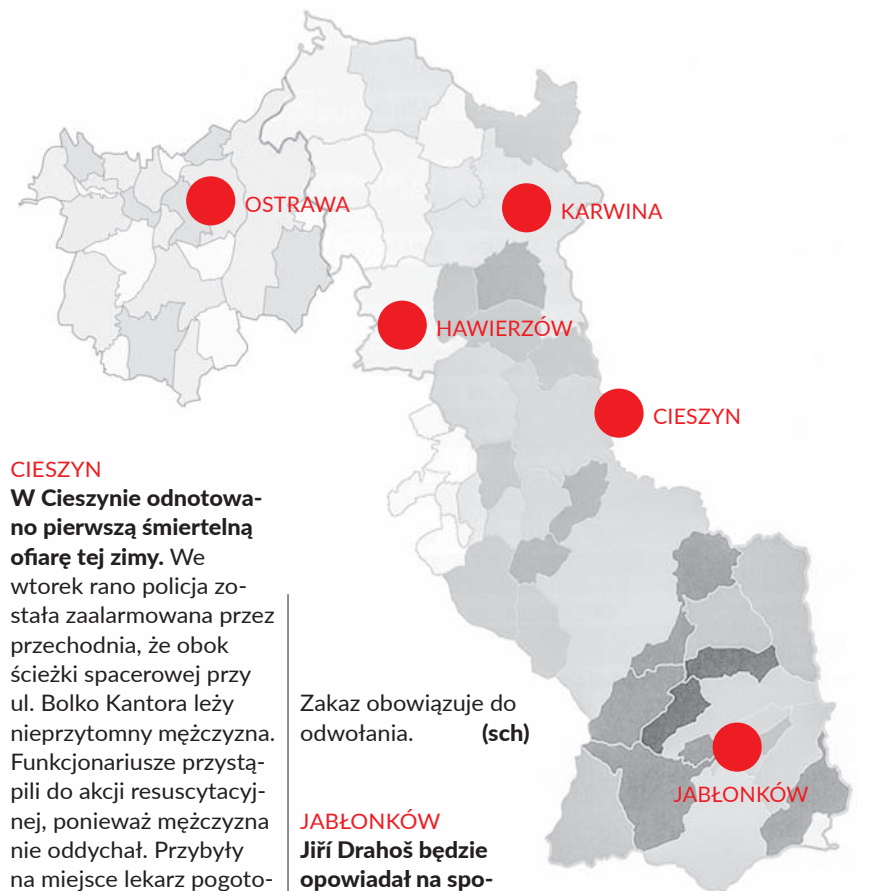 OSTRAWA
KARWINA
HAWIERZÓW
CIESZYN
JABŁONKÓW
CIESZYN
W Cieszynie odnotowa-
no pierwszą śmiertelną
ofiarę tej zimy. We
wtorek rano policja zo-
stała zaalarmowana przez
przechodnia, że obok
ścieżki spacerowej przy
ul. Bolko Kantora leży
nieprzytomny mężczyzna.
Funkcjonariusze przystą-
pili do akcji resuscytacyj-
nej, ponieważ mężczyzna
nie oddychał. Przybyły
na miejsce lekarz pogoto-
Zakaz obowiązuje do
odwołania. (sch)
JABŁONKÓW
Jiří Drahoš będzie
opowiadał na spo-